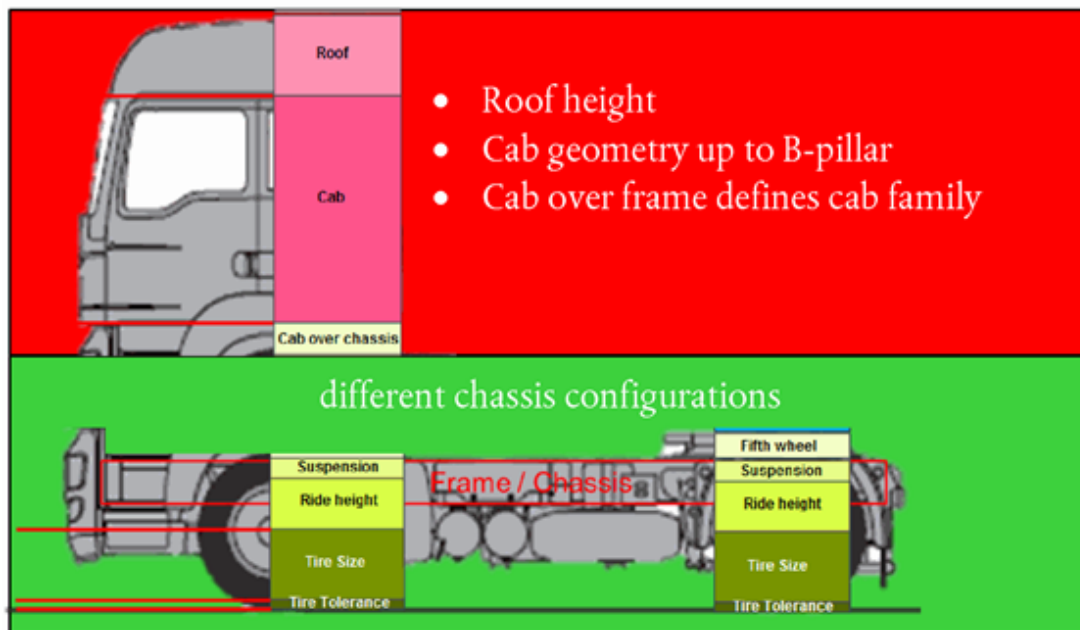 Roof
• Roof height
• Cab geometry up to B-pillar
• Cab over frame defines cab family
Cab
Cab over chassis
different chassis configurations
Fifth wheel
Suspension
Suspension
Frame / Chassis
Ride height
Ride height
Tire Size
Tire Size
Tire Tolerance
Tire Tolerance